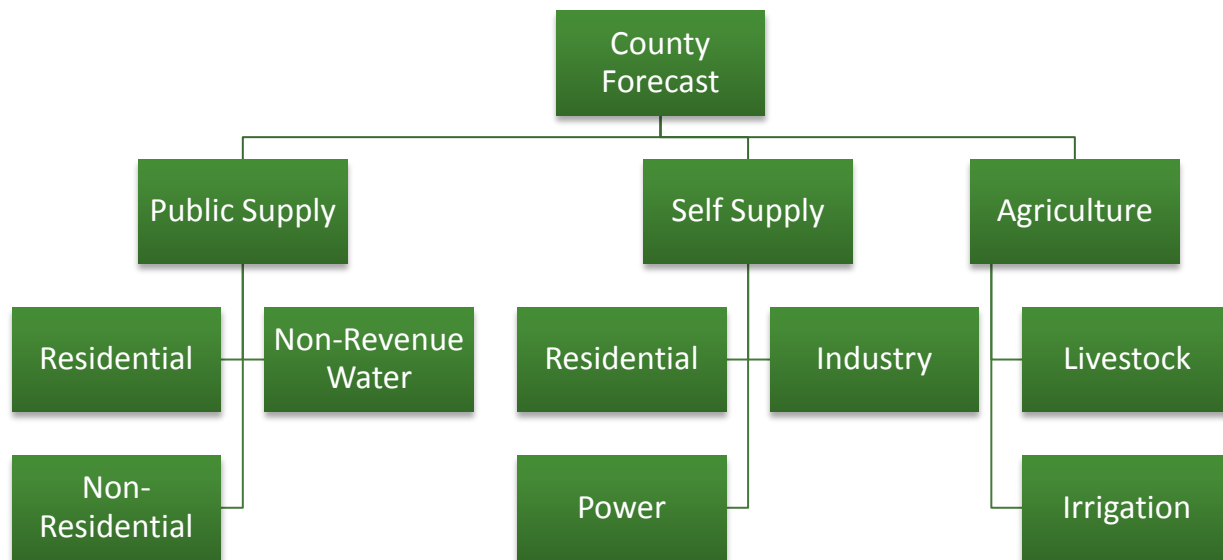 County
Forecast
Public Supply
Self Supply
Agriculture
Residential
Non-Revenue
Water
Residential
Industry
Livestock
Non-
Residential
Power
Irrigation